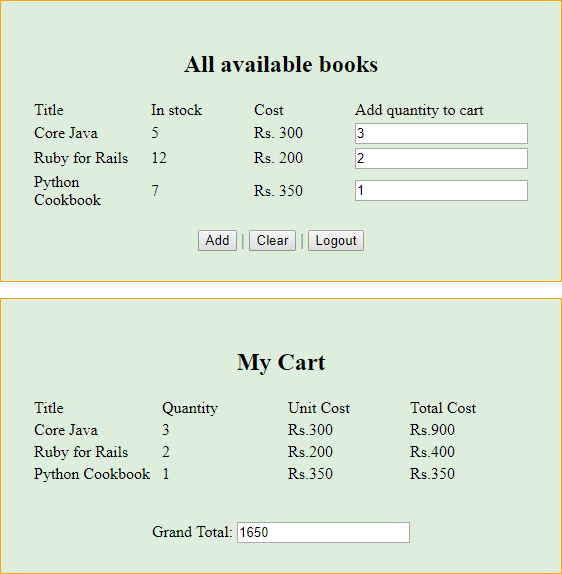 All available books
Title In stock Cost Add quantity to cart
Core Java 5 Rs. 300 3
Ruby for Rails 12 Rs. 200 2
Python
Cookbook 7 Rs. 350 1
Add | Clear | Logout
My Cart
Title Quantity Unit Cost Total Cost
Core Java 3 Rs.300 Rs.900
Ruby for Rails 2 Rs.200 Rs.400
Python Cookbook 1 Rs.350 Rs.350
Grand Total: 1650